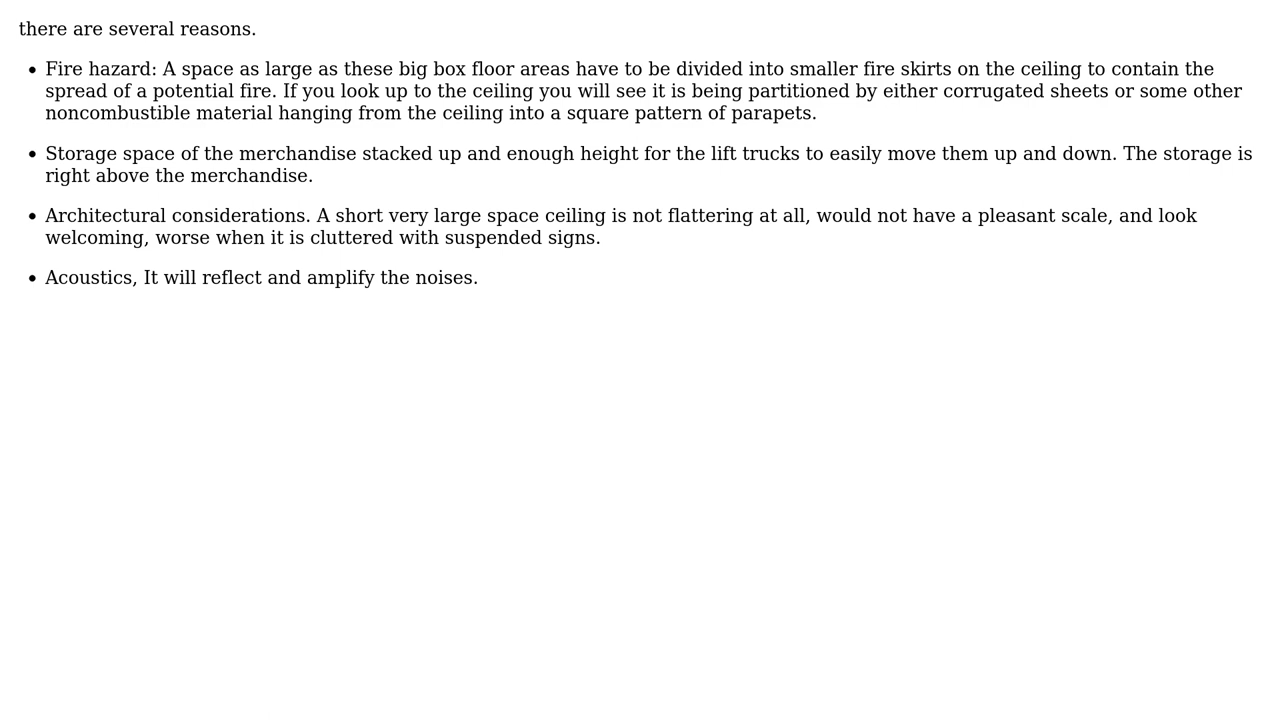 there are several reasons.
• Fire hazard: A space as large as these big box floor areas have to be divided into smaller fire skirts on the ceiling to contain the
spread of a potential fire. If you look up to the ceiling you will see it is being partitioned by either corrugated sheets or some other
noncombustible material hanging from the ceiling into a square pattern of parapets.
• Storage space of the merchandise stacked up and enough height for the lift trucks to easily move them up and down. The storage is
right above the merchandise.
• Architectural considerations. A short very large space ceiling is not flattering at all, would not have a pleasant scale, and look
welcoming, worse when it is cluttered with suspended signs.
• Acoustics, It will reflect and amplify the noises.